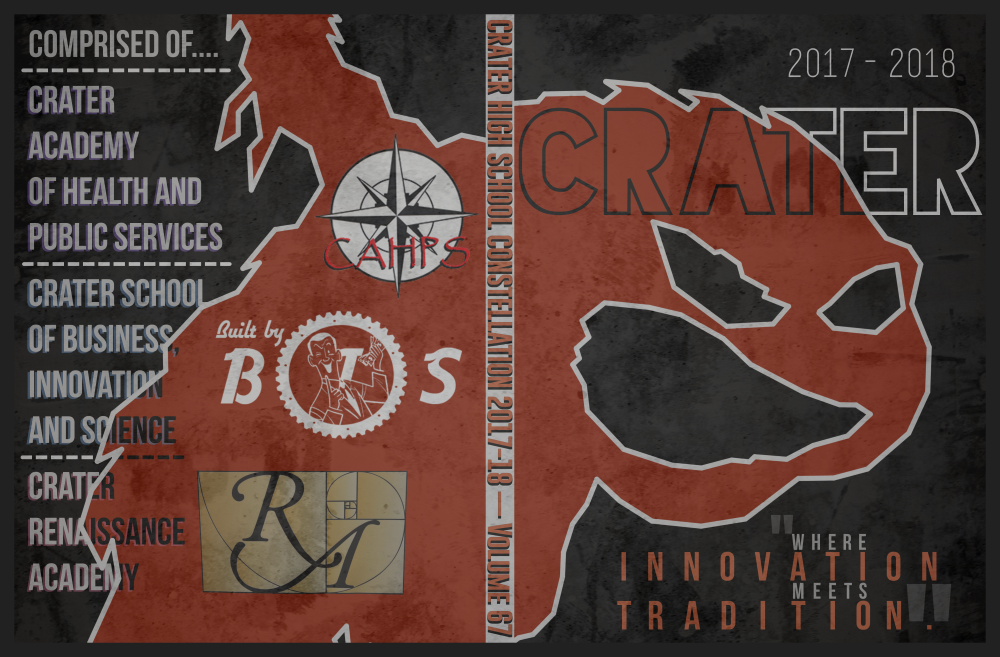 COMPRISED OF....
CRATER
ACADEMY
OF HEALTH AND
PUBLIC SERVICES
CRATER SCHOOL
OF BUSINESS,
INNOVATION
AND SCIENCE
CRATER
RENAISSANCE
ACADEMY
CAHPS
Built by
B I S
RA
CRATER HIGH SCHOOL CONSTELLATION 2017-18 — VOLUME 67
2017 - 2018
CRATER
"WHERE
INNOVATION
MEETS
TRADITION."